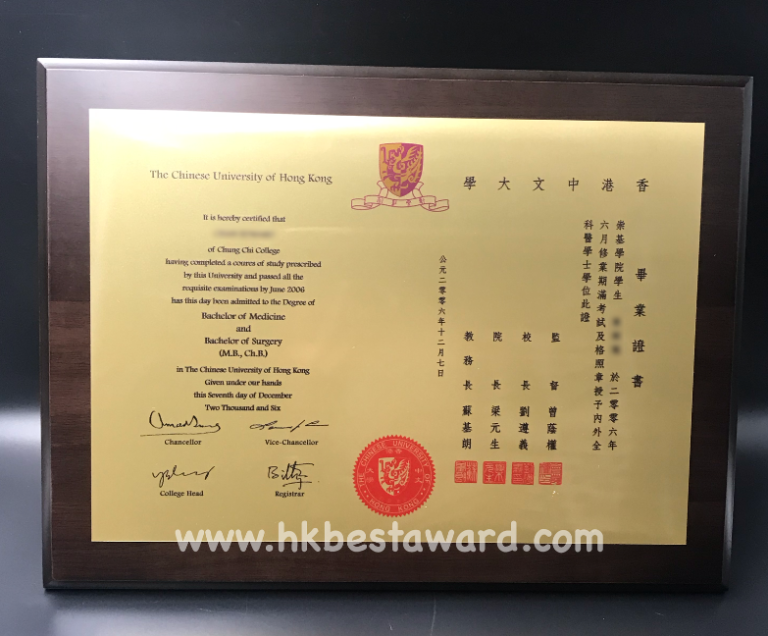 The Chinese University of Hong Kong
It is hereby certified that
of Chung Chi College
having completed a coures of study prescribed
by this University and passed all the
requisite examinations by June 2006
has this day been admitted to the Degree of
Bachelor of Medicine
and
Bachelor of Surgery
(M.B., Ch.B.)
in The Chinese University of Hong Kong
Given under our hands
this Seventh day of December
Two Thousand and Six
Chancellor
Vice-Chancellor
College Head
Registrar
學大文中港香
畢業證書
崇基學院學生 於二零零六年
六月修業期滿考試及格照章授予內外全
科醫學士學位此證
監督 曾蔭權
校長 劉遵義
院長 梁元生
教務長 蘇基朗
公元二零零六年十二月七日
THE CHINESE UNIVERSITY OF HONG KONG
www.hkbestaward.com